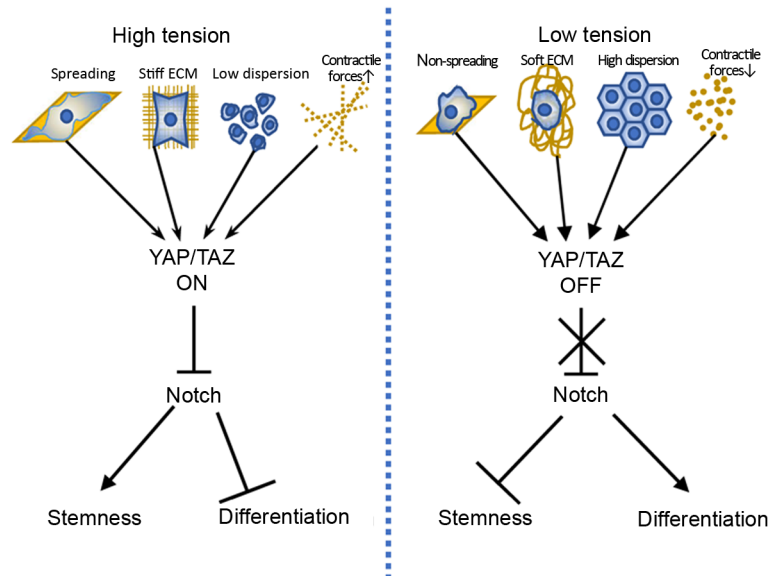 High tension
Spreading
Stiff ECM
Low dispersion
Contractile
forces↑
YAP/TAZ
ON
Notch
Stemness
Differentiation
Low tension
Non-spreading
Soft ECM
High dispersion
Contractile
forces↓
YAP/TAZ
OFF
Notch
Stemness
Differentiation